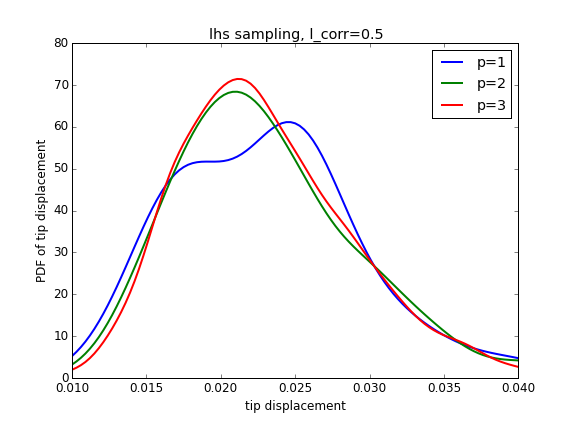 lhs sampling, l_corr=0.5
80
70
60
50
40
30
20
10
0
PDF of tip displacement
p=1
p=2
p=3
0.010 0.015 0.020 0.025 0.030 0.035 0.040
tip displacement